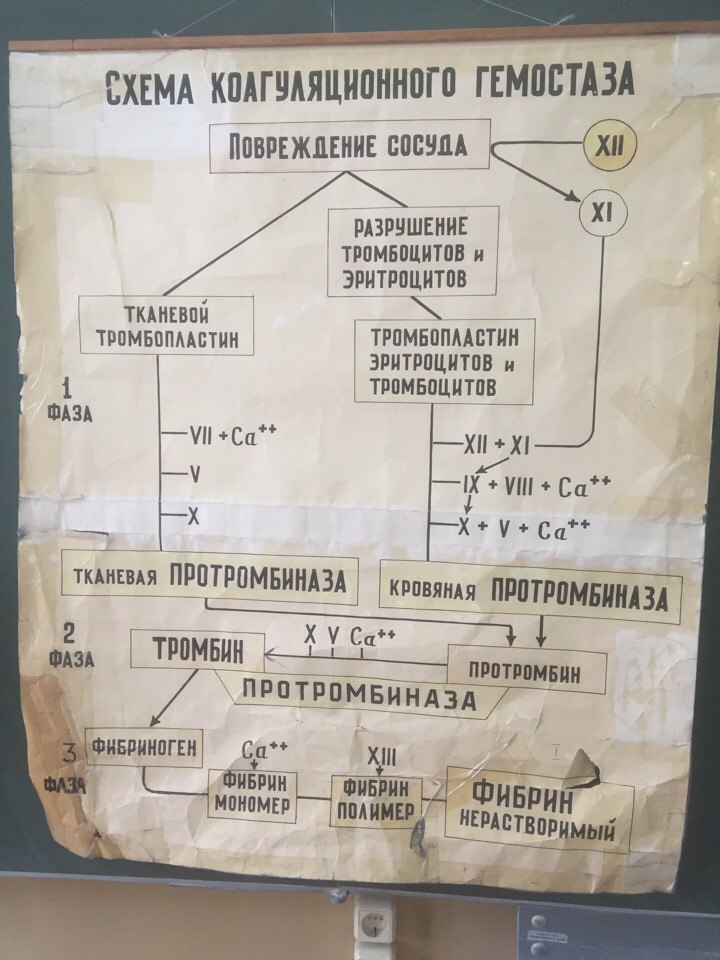 Схема коагуляционного гемостаза
Повреждение сосуда
XII
XI
Разрушение
тромбоцитов и
эритроцитов
Тканевой
тромбопластин
Тромбопластин
эритроцитов и
тромбоцитов
1
фаза
VII + Ca++
V
X
XII + XI
IX + VIII + Ca++
X + V + Ca++
Тканевая протромбиназа
Кровяная протромбиназа
2
фаза
Тромбин
X V Ca++
Протромбин
Протромбиназа
3
фаза
Фибриноген
Ca++
Фибрин
мономер
XIII
Фибрин
полимер
I
Фибрин
нерастворимый